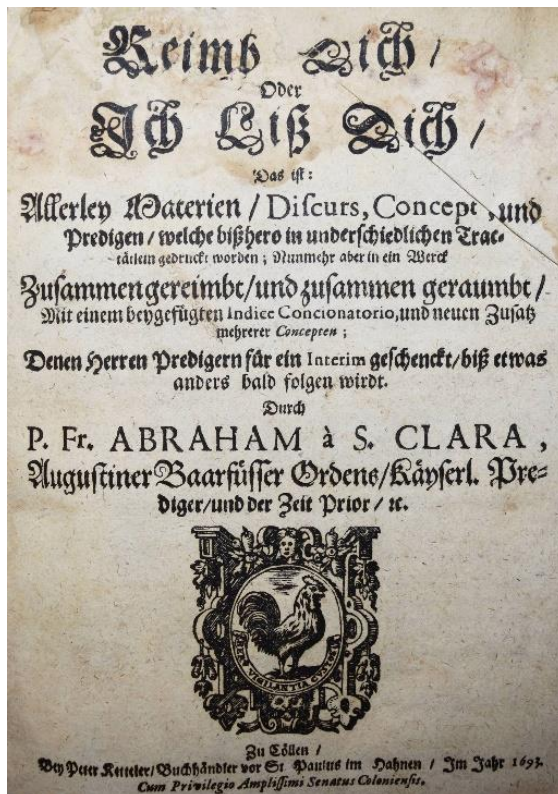 Reimb Dich /
Oder
Ich Liß Dich /
Das ist:
Allerley Materien / Discurs, Concept, und
Predigen / welche bißhero in underschiedlichen Trac-
tätlein gedruckt worden ; Nunmehr aber in ein Werck
Zusammen gereimbt / und zusammen geraumbt /
Mit einem beygefügten Indice Concionatorio, und neuen Zusatz
mehrerer Concepten ;
Denen Herren Predigern für ein Interim geschenckt / biß etwas
anders bald folgen wirdt.
Durch
P. Fr. ABRAHAM à S. CLARA,
Augustiner Baarfüsser Ordens / Käyserl. Pre-
diger / und der Zeit Prior / ꝛc.
VIGILANTIA CUSTOS
Zu Cöllen /
Bey Peter Ketteler / Buchhändler vor St. Paulus im Hahnen / Im Jahr 1693.
Cum Privilegio Amplissimi Senatus Coloniensis.